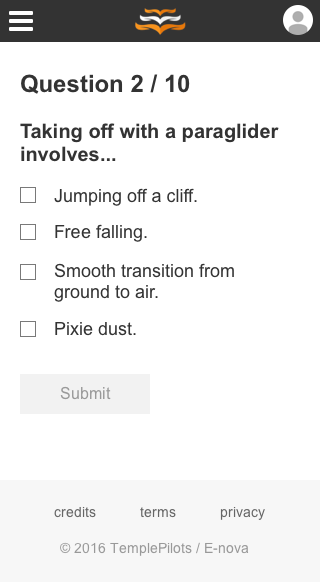 Question 2 / 10
Taking off with a paraglider
involves...
Jumping off a cliff.
Free falling.
Smooth transition from
ground to air.
Pixie dust.
Submit
credits terms privacy
© 2016 TemplePilots / E-nova